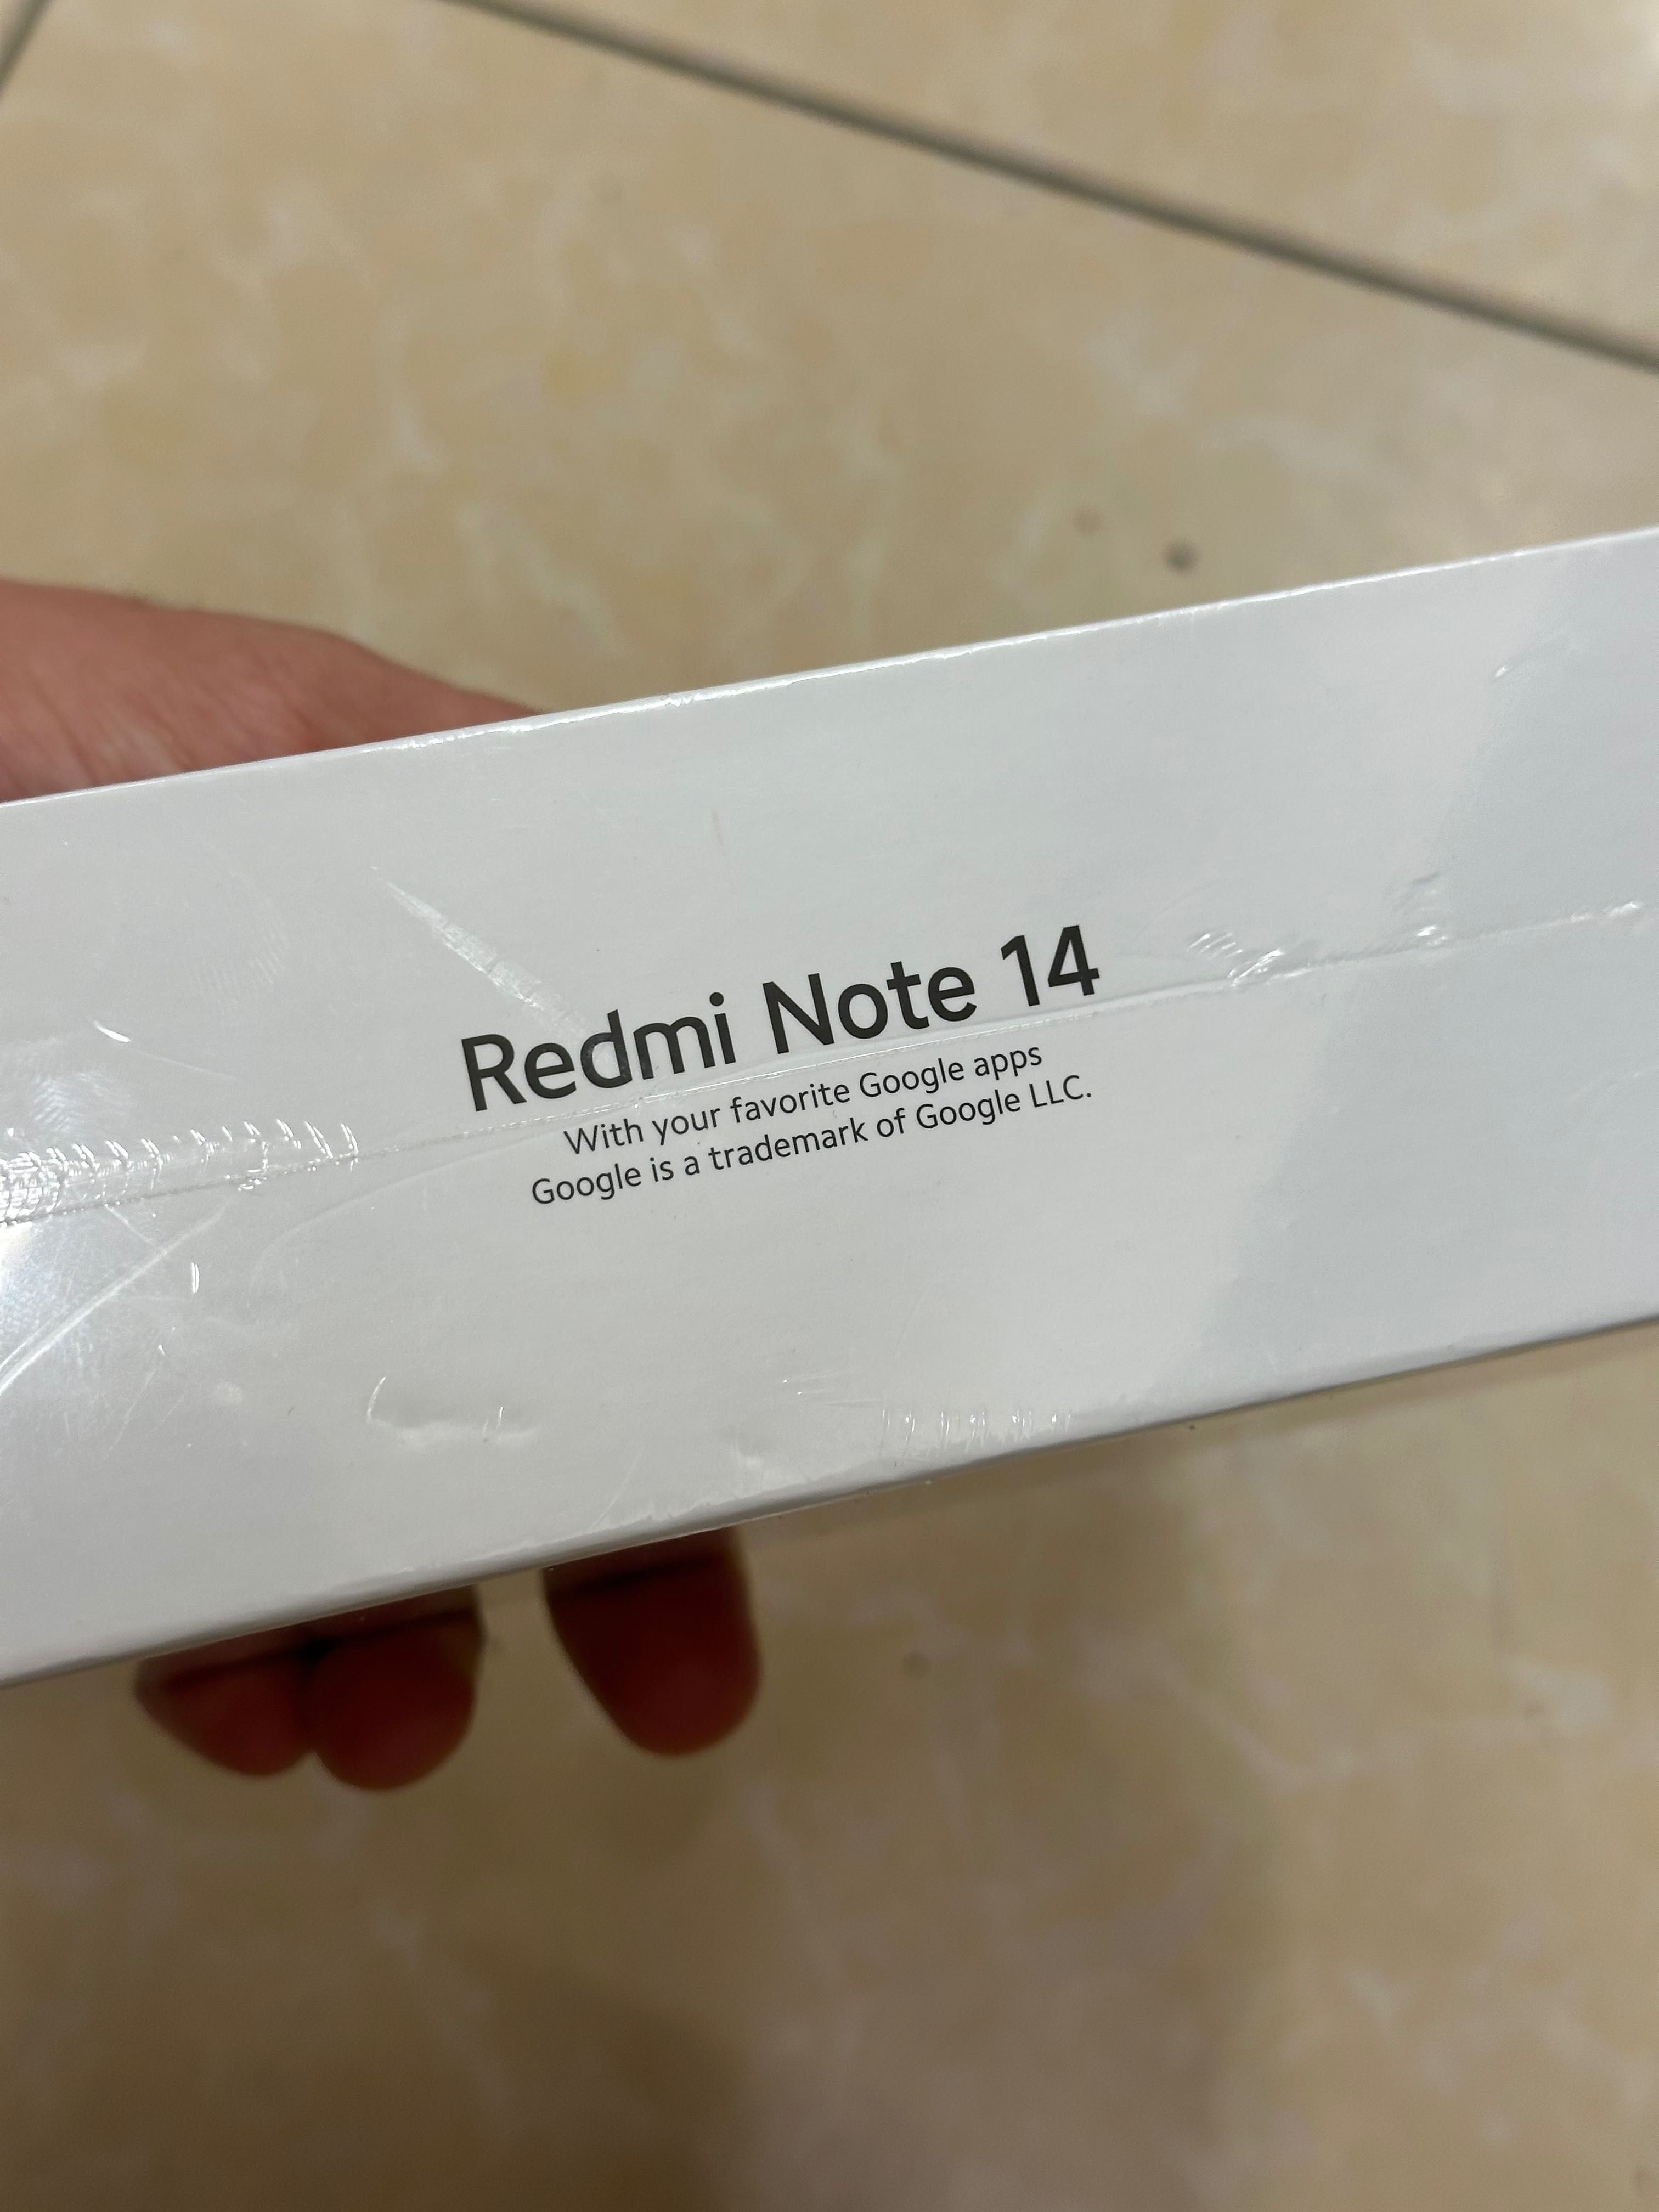 Redmi Note 14
With your favorite Google apps
Google is a trademark of Google LLC.